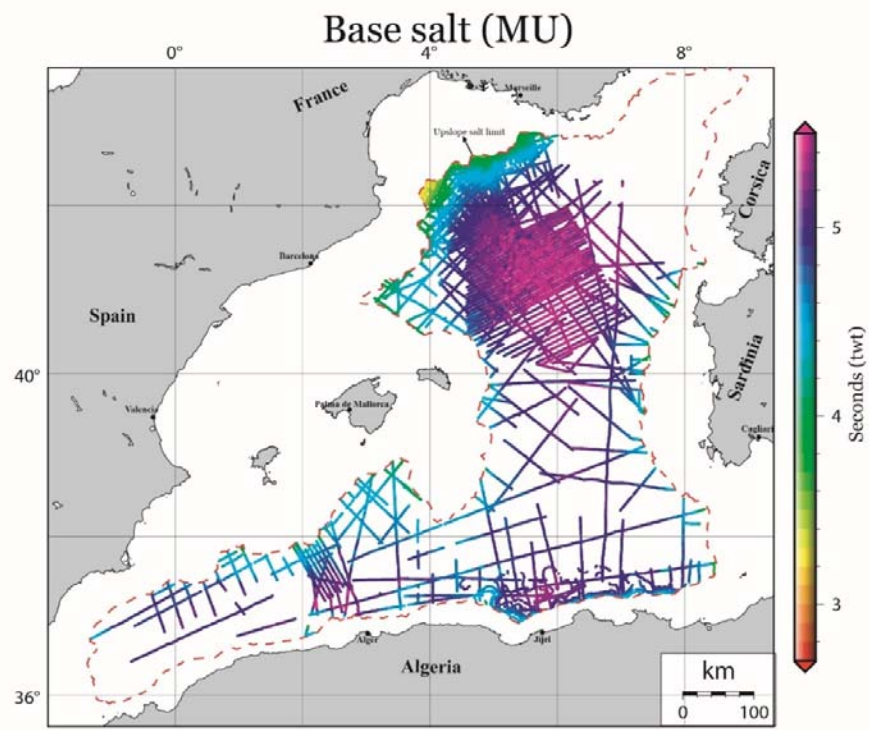 Base salt (MU)
0°
4°
8°
France
Marseille
Upslope salt limit
Corsica
Barcelona
5
Spain
Sardinia
40°
Seconds (twt)
4
Valencia
Palma de Mallorca
Cagliari
3
Alger
Jijel
Algeria
km
36°
0
100